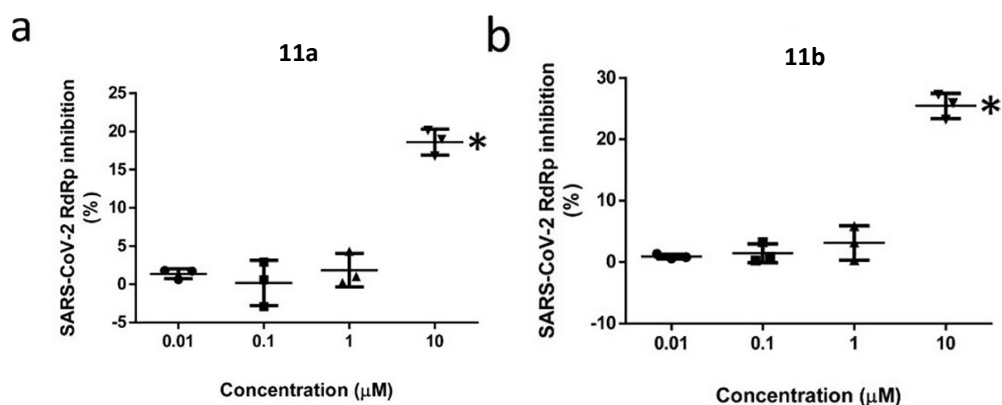 a
11a
SARS-CoV-2 RdRp inhibition
(%)
25
20
15
10
5
0
-5
*
0.01 0.1 1 10
Concentration (μM)
b
11b
SARS-CoV-2 RdRp inhibition
(%)
30
20
10
0
-10
*
0.01 0.1 1 10
Concentration (μM)